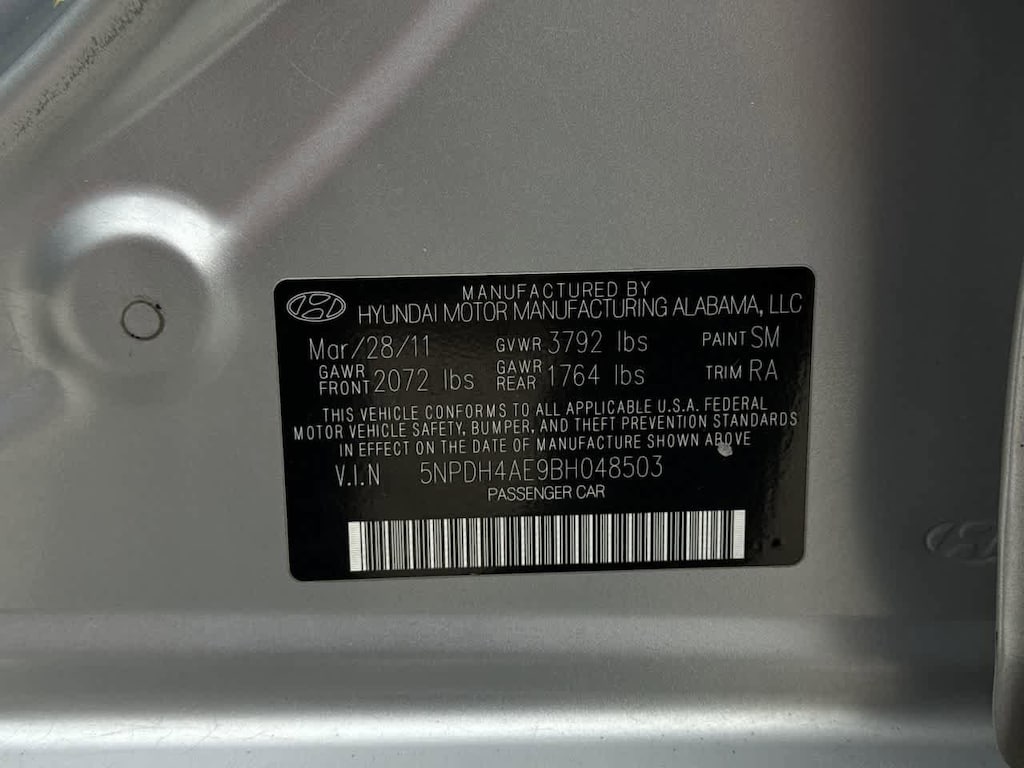 MANUFACTURED BY
HYUNDAI MOTOR MANUFACTURING ALABAMA, LLC
Mar/28/11 GVWR 3792 lbs PAINT SM
GAWR FRONT 2072 lbs GAWR REAR 1764 lbs TRIM RA
THIS VEHICLE CONFORMS TO ALL APPLICABLE U.S.A. FEDERAL
MOTOR VEHICLE SAFETY, BUMPER, AND THEFT PREVENTION STANDARDS
IN EFFECT ON THE DATE OF MANUFACTURE SHOWN ABOVE
V.I.N 5NPDH4AE9BH048503
PASSENGER CAR